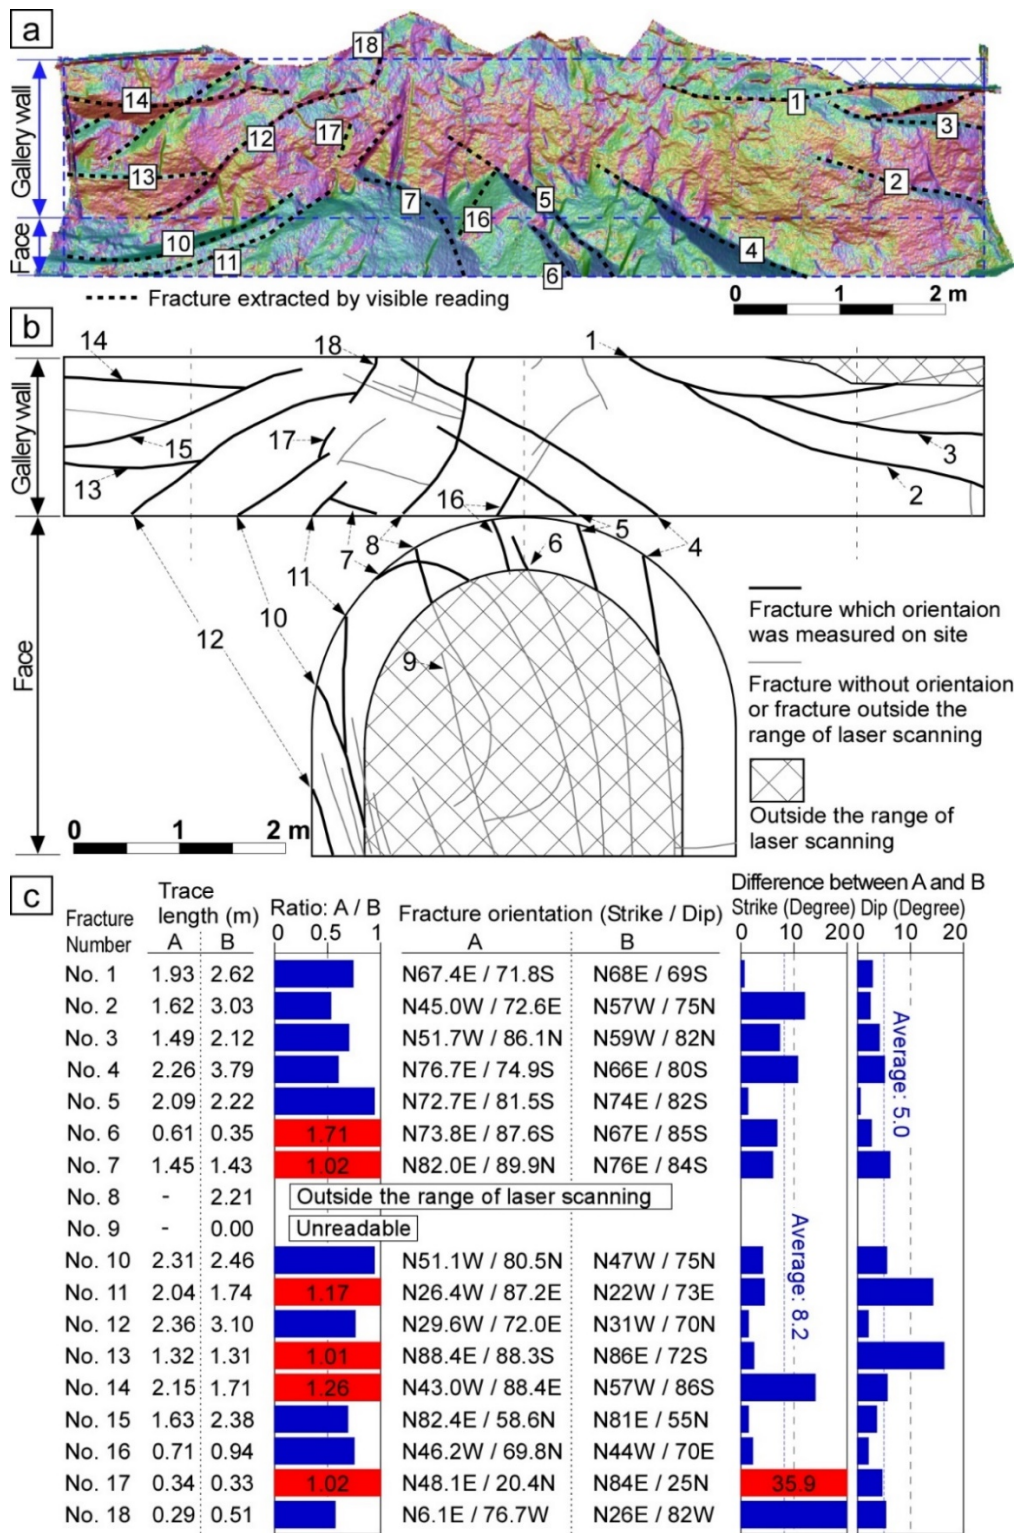 a
18
14
12
17
13
7
5
16
10
11
6
4
1
3
2
Gallery wall
Face
Fracture extracted by visible reading
0 1 2 m
b
14
18
1
Gallery wall
15
17
13
3
2
16
7
8
6
5
4
11
10
12
9
Face
Fracture which orientaion
was measured on site
Fracture without orientaion
or fracture outside the
range of laser scanning
Outside the range of
laser scanning
0 1 2 m
c
Fracture Number
Trace length (m)
A B
Ratio: A / B
0 0.5 1
Fracture orientation (Strike / Dip)
A B
Difference between A and B
Strike (Degree) Dip (Degree)
0 10 20 0 10 20
No. 1 1.93 2.62 N67.4E / 71.8S N68E / 69S
No. 2 1.62 3.03 N45.0W / 72.6E N57W / 75N
No. 3 1.49 2.12 N51.7W / 86.1N N59W / 82N
No. 4 2.26 3.79 N76.7E / 74.9S N66E / 80S
No. 5 2.09 2.22 N72.7E / 81.5S N74E / 82S
No. 6 0.61 0.35 1.71 N73.8E / 87.6S N67E / 85S
No. 7 1.45 1.43 1.02 N82.0E / 89.9N N76E / 84S
No. 8 - 2.21 Outside the range of laser scanning
No. 9 - 0.00 Unreadable
No. 10 2.31 2.46 N51.1W / 80.5N N47W / 75N
No. 11 2.04 1.74 1.17 N26.4W / 87.2E N22W / 73E
No. 12 2.36 3.10 N29.6W / 72.0E N31W / 70N
No. 13 1.32 1.31 1.01 N88.4E / 88.3S N86E / 72S
No. 14 2.15 1.71 1.26 N43.0W / 88.4E N57W / 86S
No. 15 1.63 2.38 N82.4E / 58.6N N81E / 55N
No. 16 0.71 0.94 N46.2W / 69.8N N44W / 70E
No. 17 0.34 0.33 1.02 N48.1E / 20.4N N84E / 25N 35.9
No. 18 0.29 0.51 N6.1E / 76.7W N26E / 82W
Average: 8.2
Average: 5.0